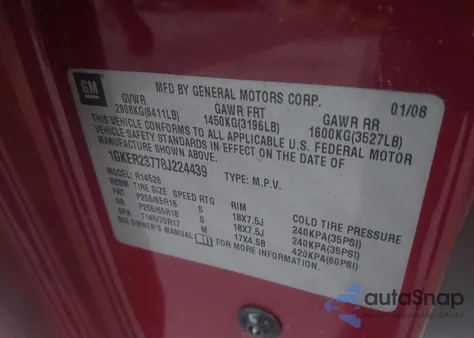 GM
MFD BY GENERAL MOTORS CORP. 01/08
GVWR GAWR FRT GAWR RR
2908KG(6411LB) 1450KG(3196LB) 1600KG(3527LB)
THIS VEHICLE CONFORMS TO ALL APPLICABLE U.S. FEDERAL MOTOR
VEHICLE SAFETY STANDARDS IN EFFECT ON THE DATE OF
MANUFACTURE SHOWN ABOVE.
1GKER23778J224439 TYPE: M.P.V.
MODEL: R14526
TIRE SIZE SPEED RTG RIM COLD TIRE PRESSURE
FRT P255/65R18 S 18X7.5J 240KPA(35PSI)
RR P255/65R18 S 18X7.5J 240KPA(35PSI)
SPA T145/70R17 M 17X4.5B 420KPA(60PSI)
SEE OWNER'S MANUAL FOR MORE INFORMATION.
autoSnap